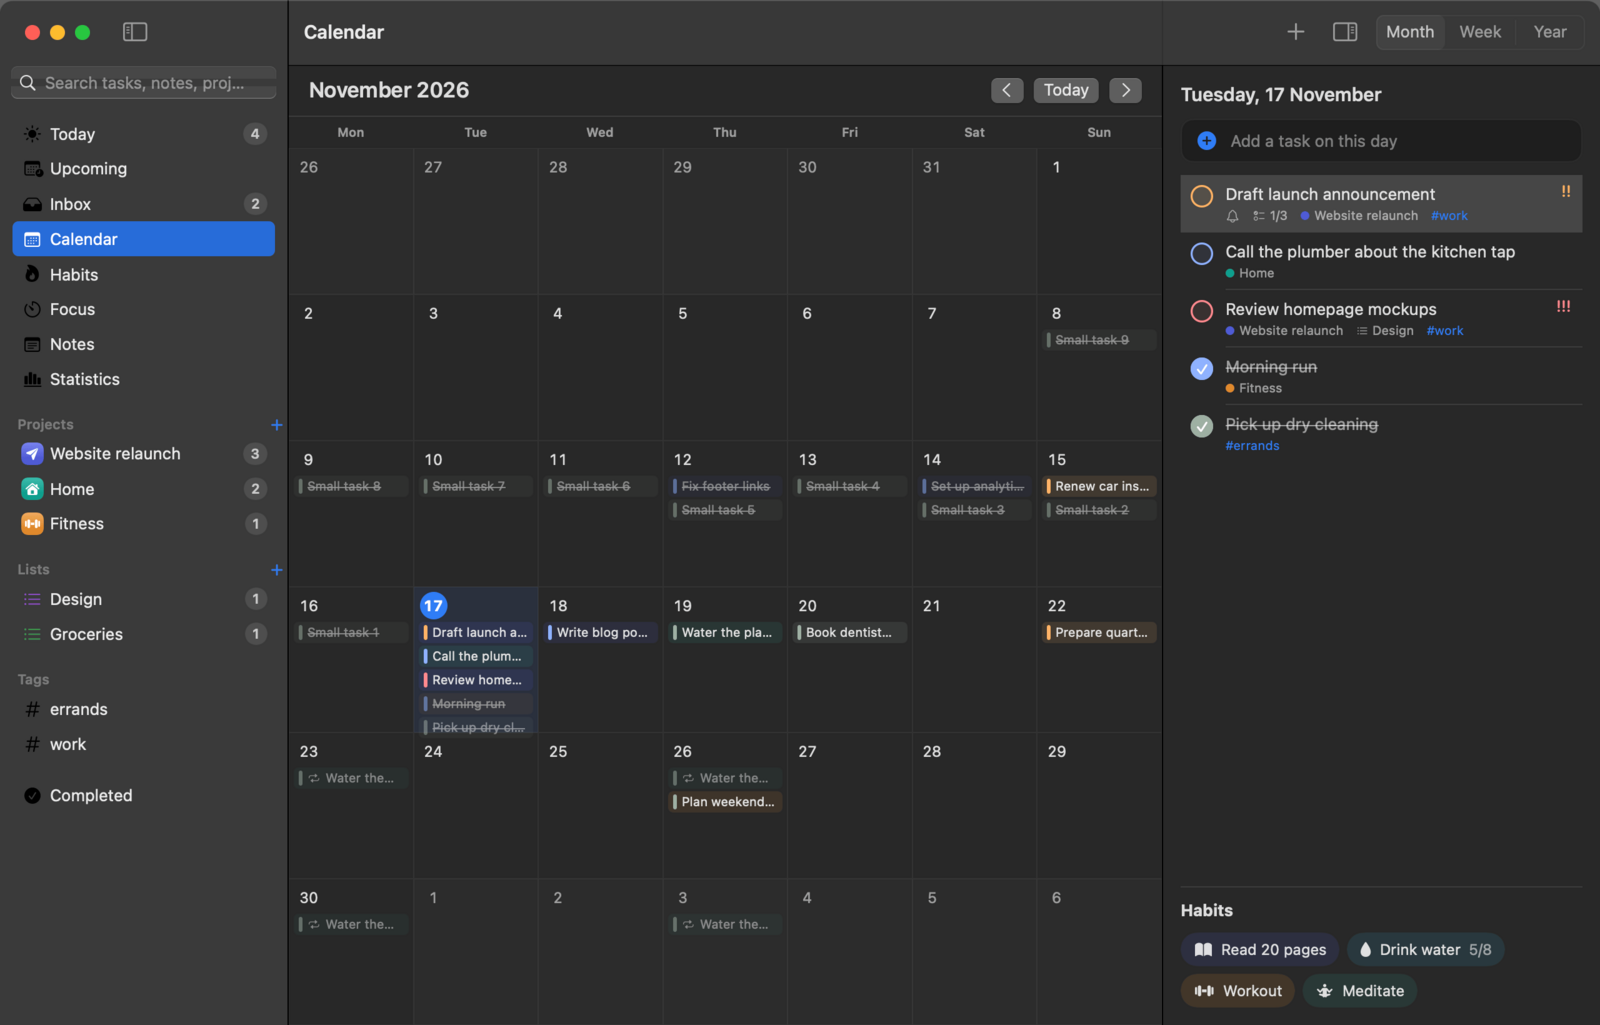 Search tasks, notes, proj...
Today 4
Upcoming
Inbox 2
Calendar
Habits
Focus
Notes
Statistics
Projects +
Website relaunch 3
Home 2
Fitness 1
Lists +
Design 1
Groceries 1
Tags
# errands
# work
Completed
Calendar
Month Week Year
November 2026
Today
Mon Tue Wed Thu Fri Sat Sun
26 27 28 29 30 31 1
2 3 4 5 6 7 8
Small task 9
9 10 11 12 13 14 15
Small task 8 Small task 7 Small task 6 Fix footer links Small task 4 Set up analyti... Renew car ins...
Small task 5 Small task 3 Small task 2
16 17 18 19 20 21 22
Small task 1 Draft launch a... Write blog po... Water the pla... Book dentist... Prepare quart...
Call the plum...
Review home...
Morning run
Pick up dry cl...
23 24 25 26 27 28 29
Water the... Water the...
Plan weekend...
30 1 2 3 4 5 6
Water the... Water the...
Tuesday, 17 November
Add a task on this day
Draft launch announcement !!
1/3 Website relaunch #work
Call the plumber about the kitchen tap
Home
Review homepage mockups !!!
Website relaunch Design #work
Morning run
Fitness
Pick up dry cleaning
#errands
Habits
Read 20 pages Drink water 5/8
Workout Meditate